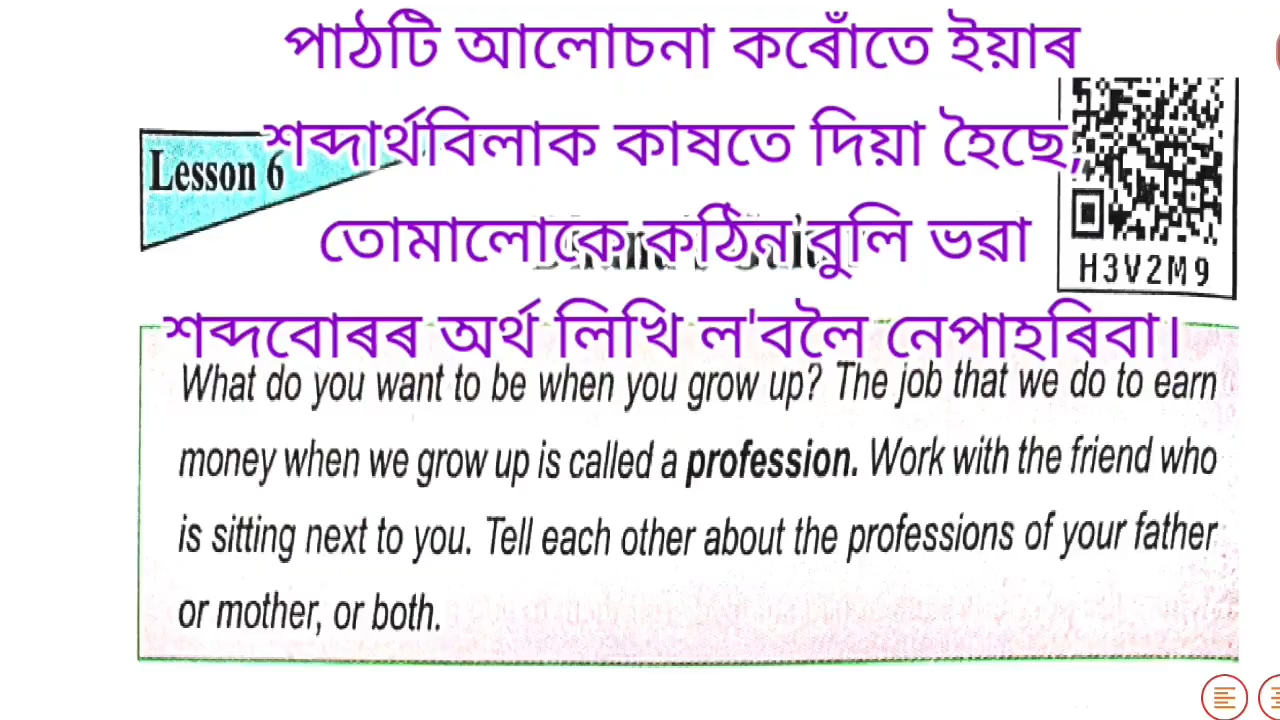 পাঠটি আলোচনা কৰোঁতে ইয়াৰ
শব্দাৰ্থবিলাক কাষতে দিয়া হৈছে,
Lesson 6
তোমালোকে কঠিন বুলি ভৱা
H3V2M9
শব্দবোৰৰ অৰ্থ লিখি ল'বলৈ নেপাহৰিবা।
What do you want to be when you grow up? The job that we do to earn
money when we grow up is called a profession. Work with the friend who
is sitting next to you. Tell each other about the professions of your father
or mother, or both.